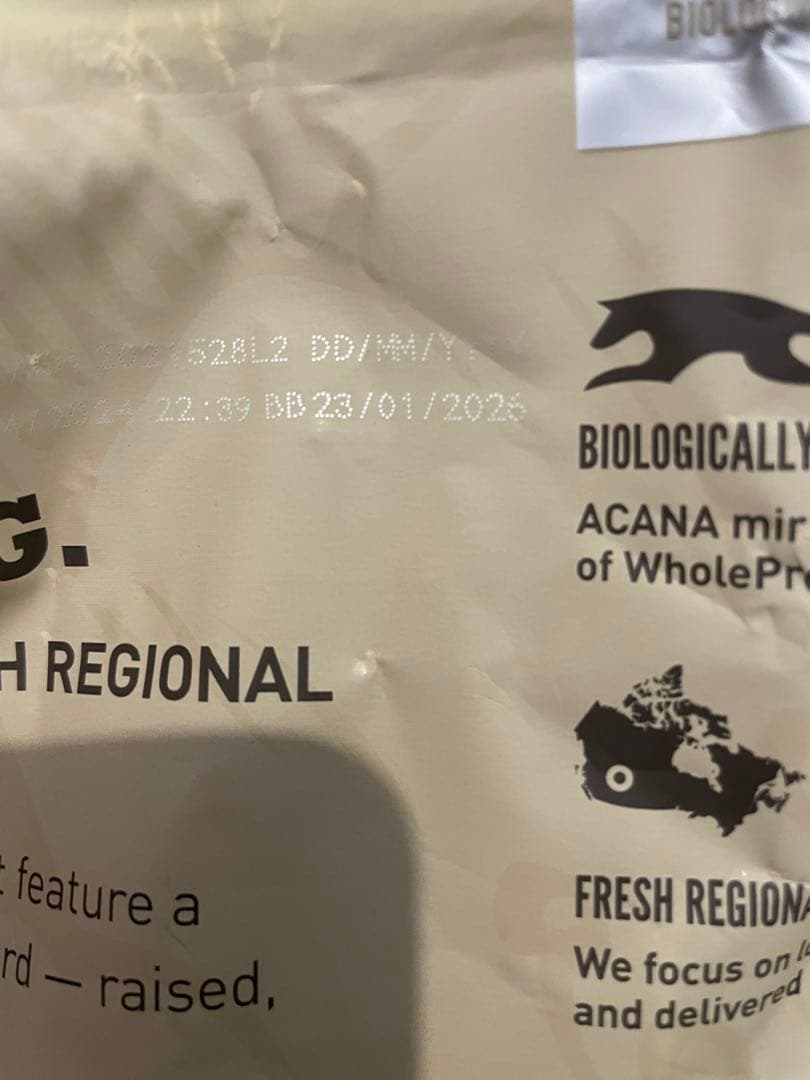 BIOLOG
528L2 DD/MM/Y
/2024 22:39 BB 23/01/2026
BIOLOGICALLY
ACANA mir
of WholePr
G.
H REGIONAL
t feature a
rd — raised,
FRESH REGIONA
We focus on
and delivered